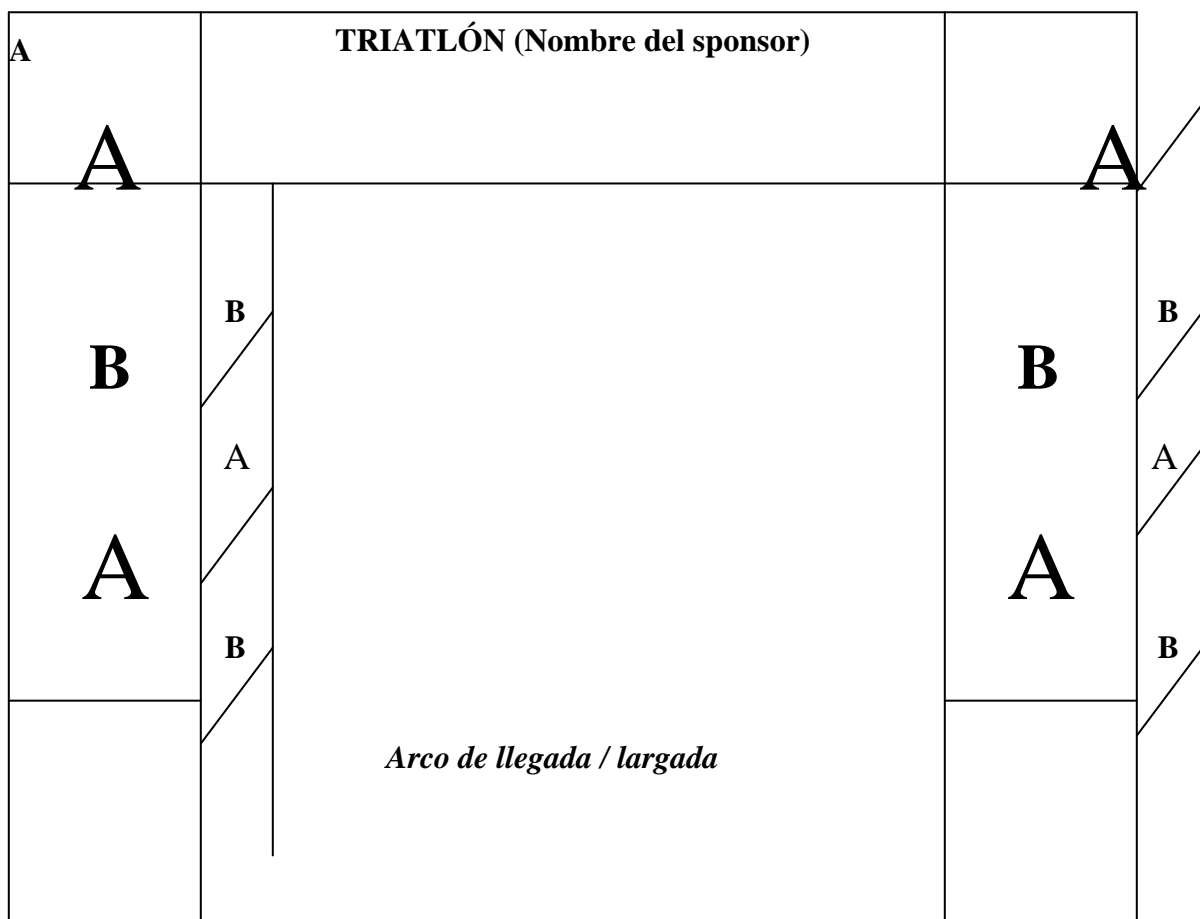 TRIATLÓN (Nombre del sponsor)
A
A A
B B
B B
A A
A A
B B
Arco de llegada / largada